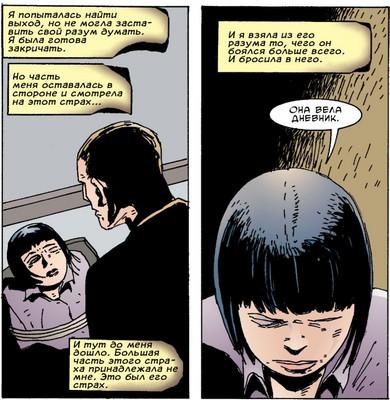 Я попыталась найти
выход, но не могла заста-
вить свой разум думать.
Я была готова
закричать.
Но часть
меня оставалась в
стороне и смотрела
на этот страх...
И тут до меня
дошло. Большая
часть этого стра-
ха принадлежала не
мне. Это был его
страх.
И я взяла из его
разума то, чего он
боялся больше всего.
И бросила в него.
Она вела
дневник.